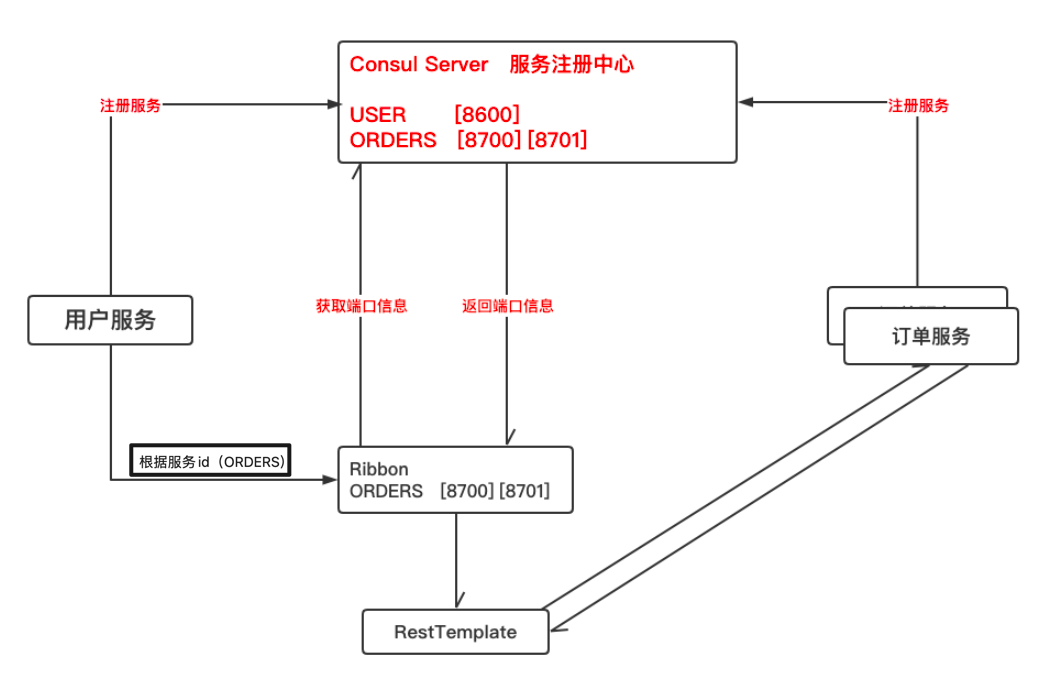 Consul Server 服务注册中心
USER [8600]
ORDERS [8700] [8701]
注册服务
注册服务
获取端口信息
返回端口信息
用户服务
订单服务
根据服务id（ORDERS）
Ribbon
ORDERS [8700] [8701]
RestTemplate